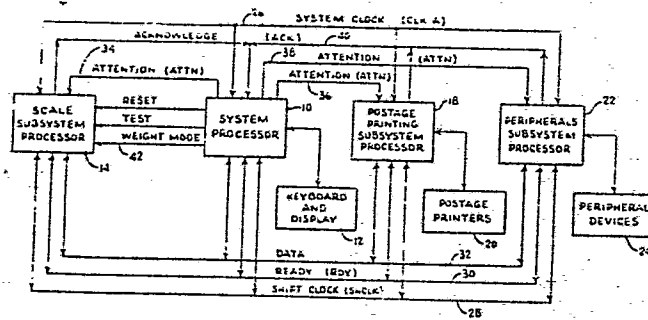 26
SYSTEM CLOCK (CLK A)
ACKNOWLEDGE (ACK) 40
34 38 ATTENTION (ATTN)
ATTENTION (ATTN) ATTENTION (ATTN)
36
RESET
TEST
WEIGHT MODE
42
SCALE
SUBSYSTEM
PROCESSOR
14
10
SYSTEM
PROCESSOR
18
POSTAGE
PRINTING
SUBSYSTEM
PROCESSOR
22
PERIPHERALS
SUBSYSTEM
PROCESSOR
KEYBOARD
AND
DISPLAY
12
POSTAGE
PRINTERS
20
PERIPHERAL
DEVICES
24
DATA 32
READY (RDY) 30
SHIFT CLOCK (SHCLK)
28